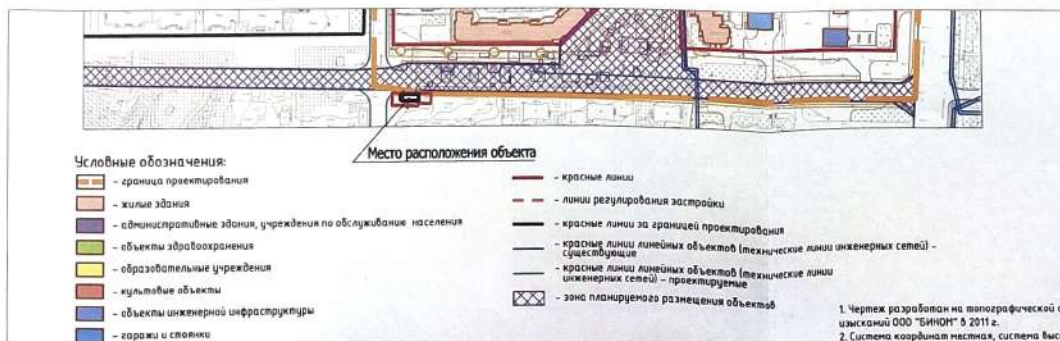 Место расположения объекта
Условные обозначения:
- граница проектирования
- жилые здания
- административные здания, учреждения по обслуживанию населения
- объекты здравоохранения
- образовательные учреждения
- культовые объекты
- объекты инженерной инфраструктуры
- гаражи и стоянки
- красные линии
- линии регулирования застройки
- красные линии за границей проектирования
- красные линии линейных объектов (технические линии инженерных сетей) -
существующие
- красные линии линейных объектов (технические линии
инженерных сетей) - проектируемые
- зона планируемого размещения объектов
1. Чертеж разработан на топографической
изысканий ООО "БИНОМ" в 2011 г.
2. Система координат местная, система